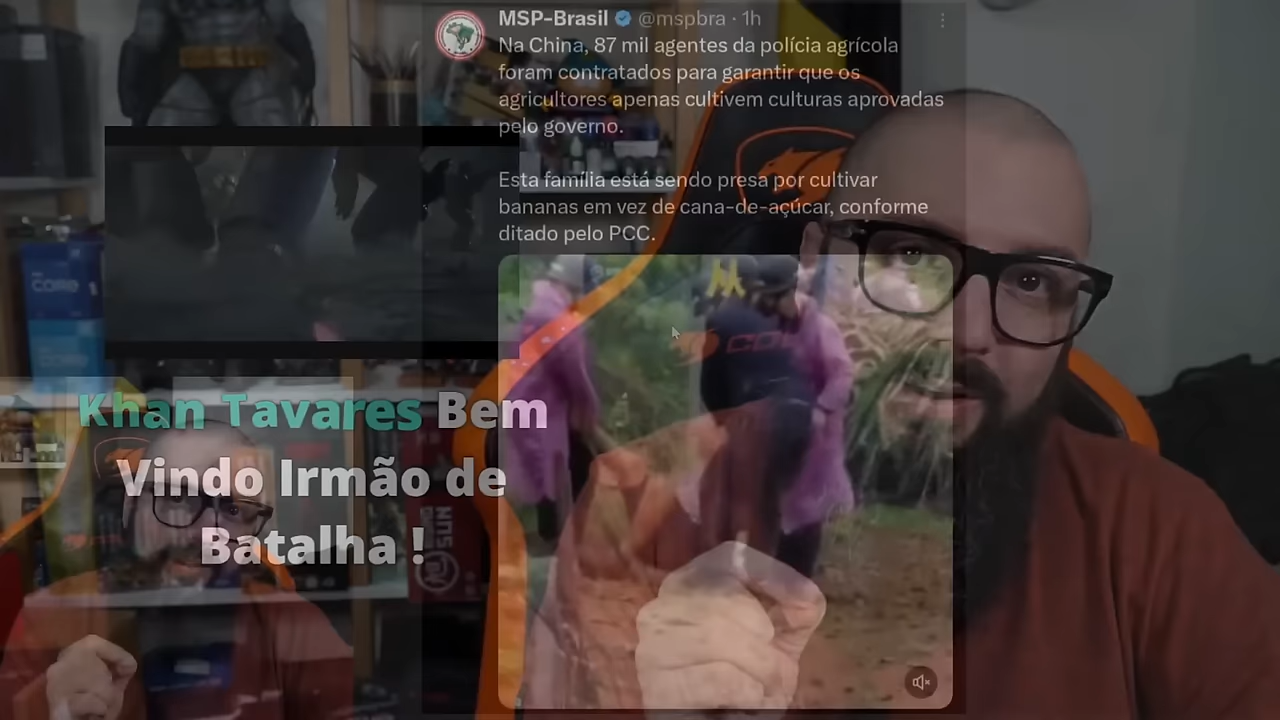 MSP-Brasil @mspbra · 1h
Na China, 87 mil agentes da polícia agrícola
foram contratados para garantir que os
agricultores apenas cultivem culturas aprovadas
pelo governo.
Esta família está sendo presa por cultivar
bananas em vez de cana-de-açúcar, conforme
ditado pelo PCC.
CORE
Khan Tavares Bem
Vindo Irmão de
Batalha !